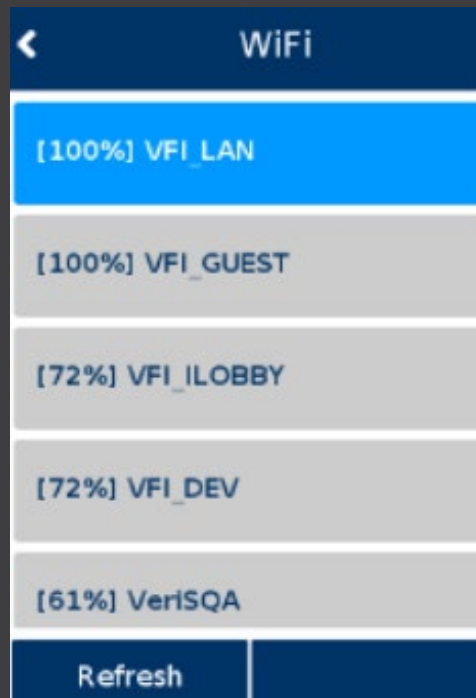 WiFi
[100%] VFI_LAN
[100%] VFI_GUEST
[72%] VFI_ILOBBY
[72%] VFI_DEV
[61%] VeriSQA
Refresh